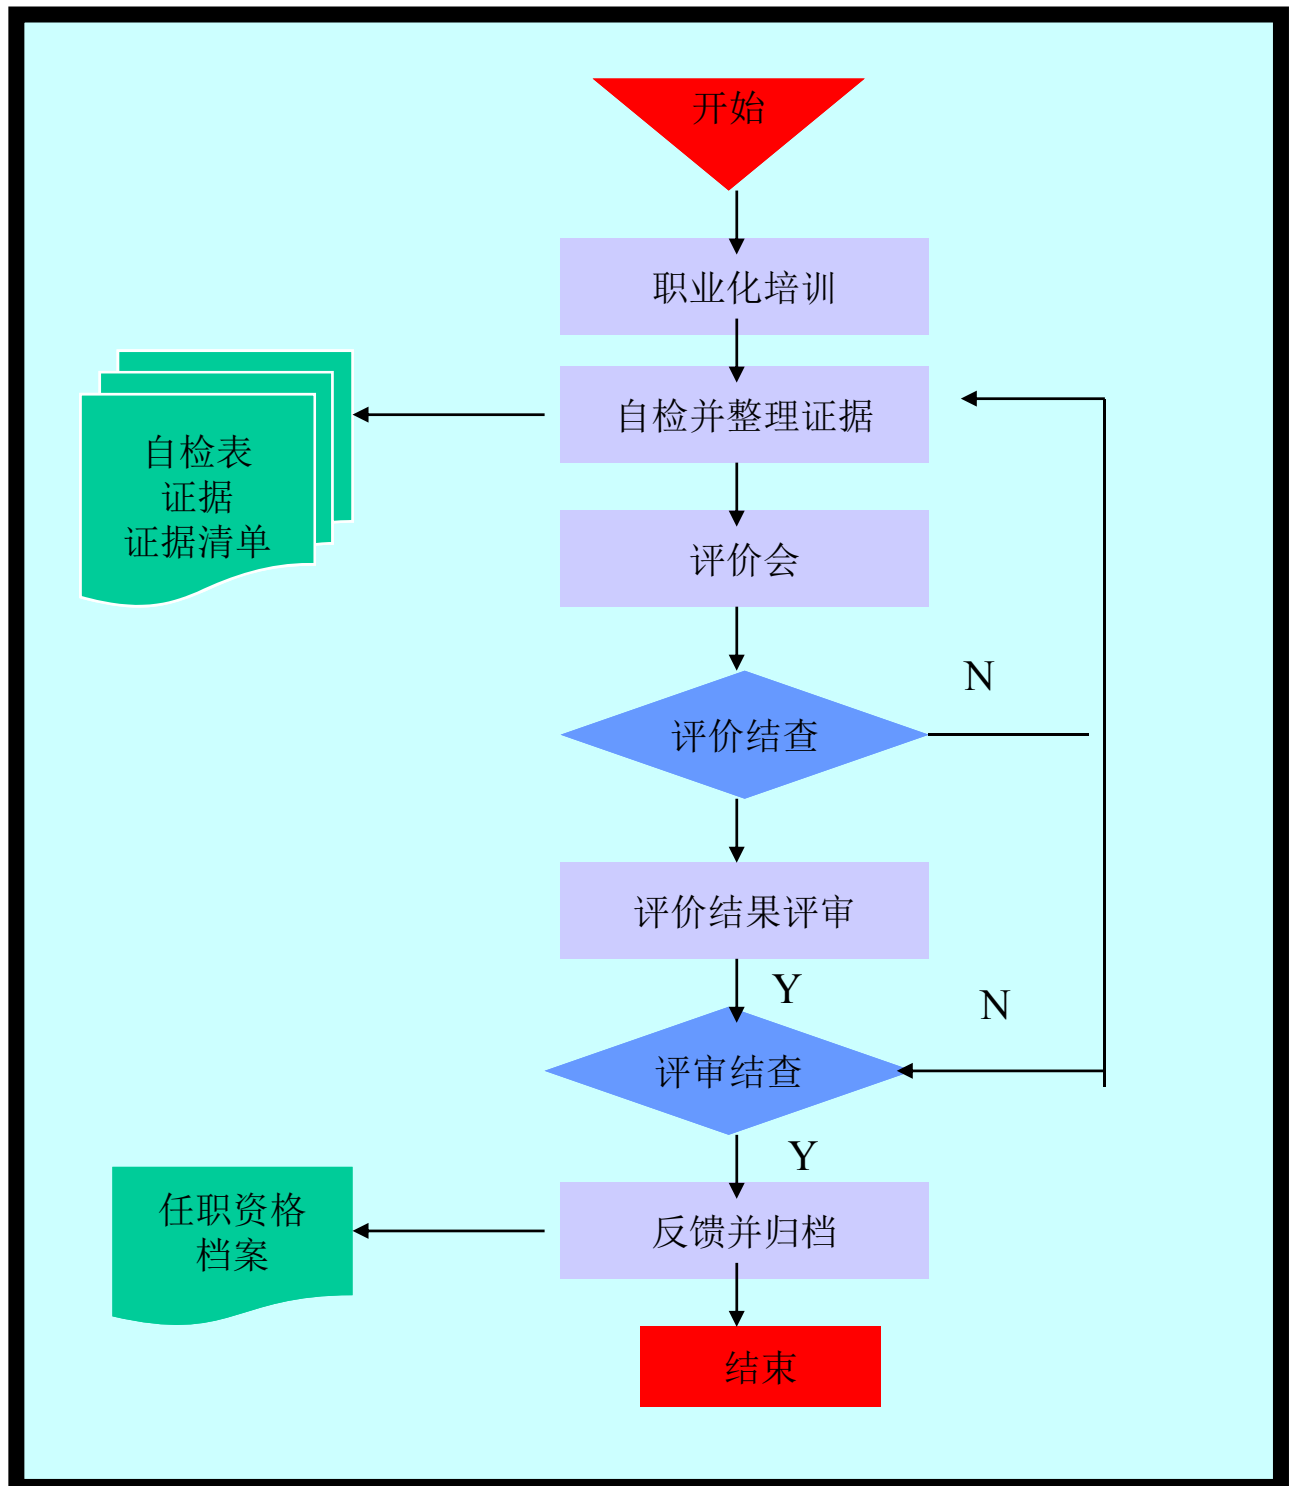 开始
职业化培训
自检并整理证据
自检表
证据
证据清单
评价会
N
评价结查
评价结果评审
Y
N
评审结查
Y
任职资格
档案
反馈并归档
结束